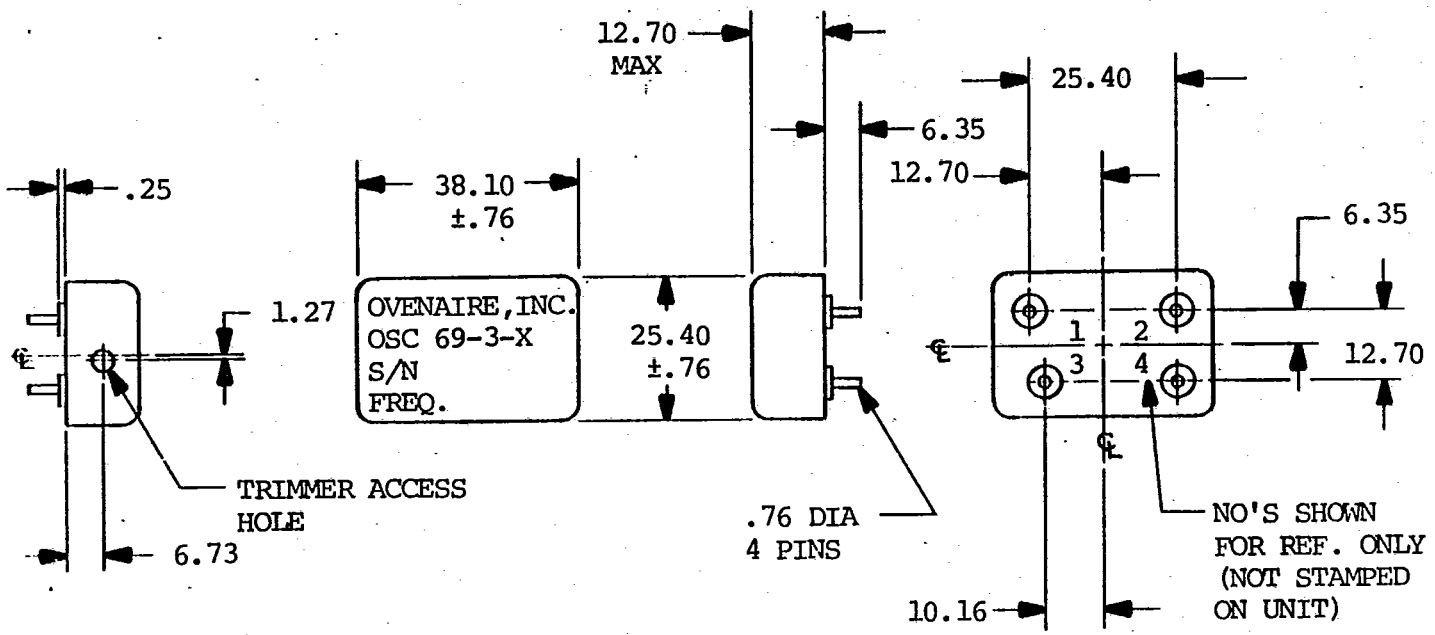 12.70
MAX
25.40
6.35
12.70
.25
38.10
±.76
6.35
1.27
OVENAIRE, INC.
OSC 69-3-X
S/N
FREQ.
25.40
±.76
1 2
3 4
12.70
℄
℄
℄
TRIMMER ACCESS
HOLE
6.73
.76 DIA
4 PINS
NO'S SHOWN
FOR REF. ONLY
(NOT STAMPED
ON UNIT)
10.16